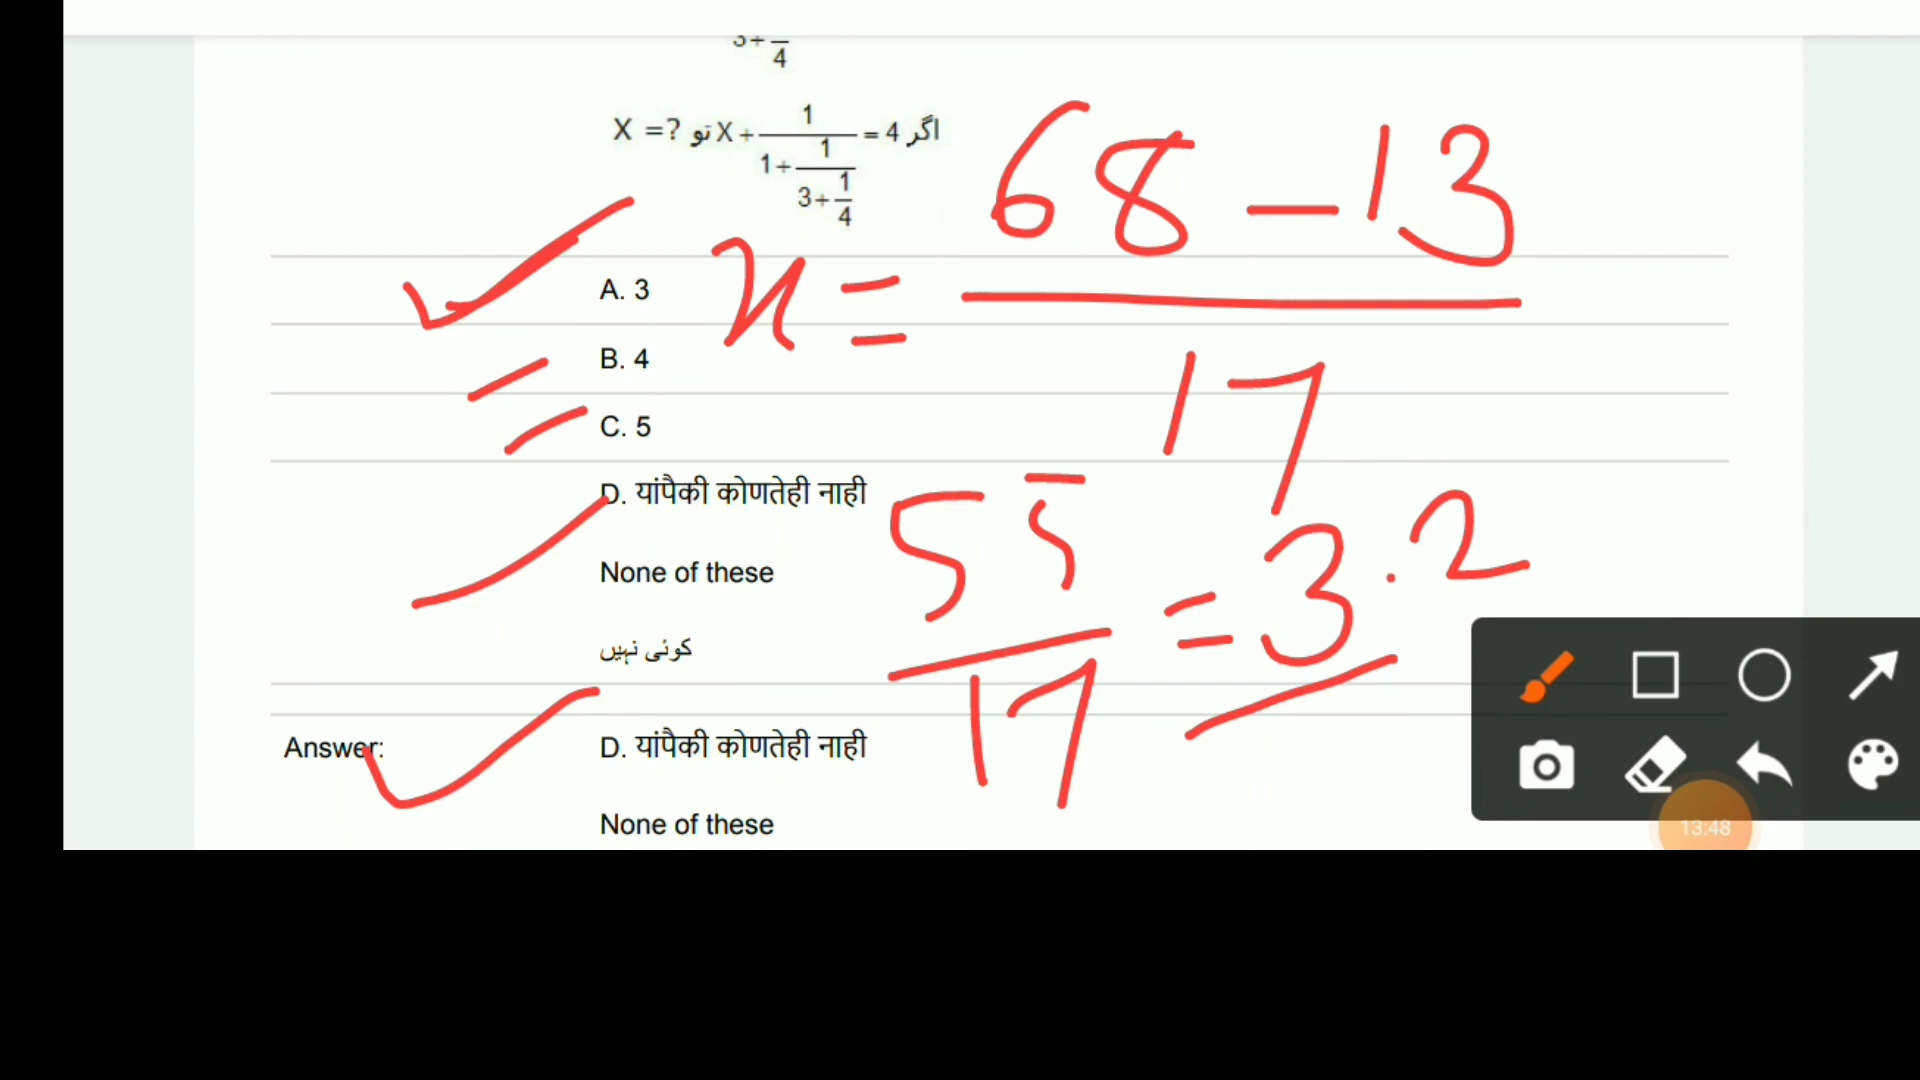 3+
4
X =? تو X + 1 = 4 اگر
1+ 1
3+ 1
4
68-13
A. 3
x =
B. 4
17
C. 5
D. यांपैकी कोणतेही नाही
55 = 3.2
None of these
کوئی نہیں
17
Answer: D. यांपैकी कोणतेही नाही
None of these
13:48